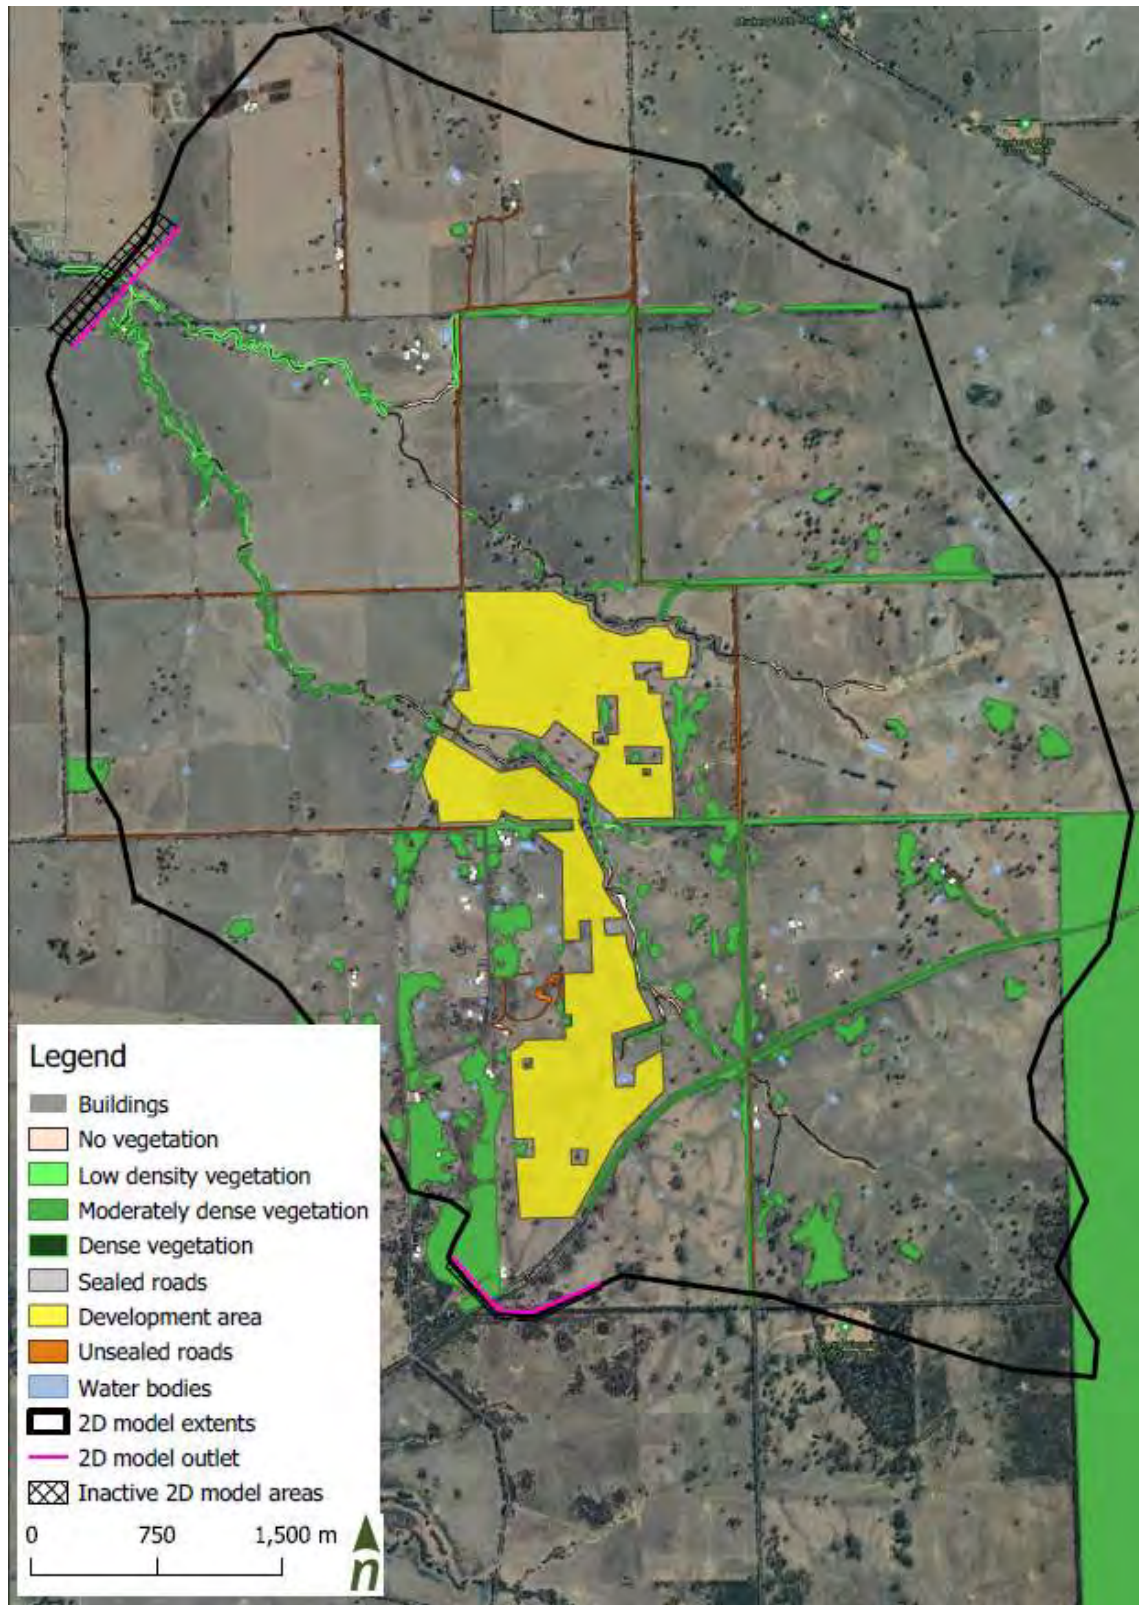 Legend
Buildings
No vegetation
Low density vegetation
Moderately dense vegetation
Dense vegetation
Sealed roads
Development area
Unsealed roads
Water bodies
2D model extents
2D model outlet
Inactive 2D model areas
0 750 1,500 m
n